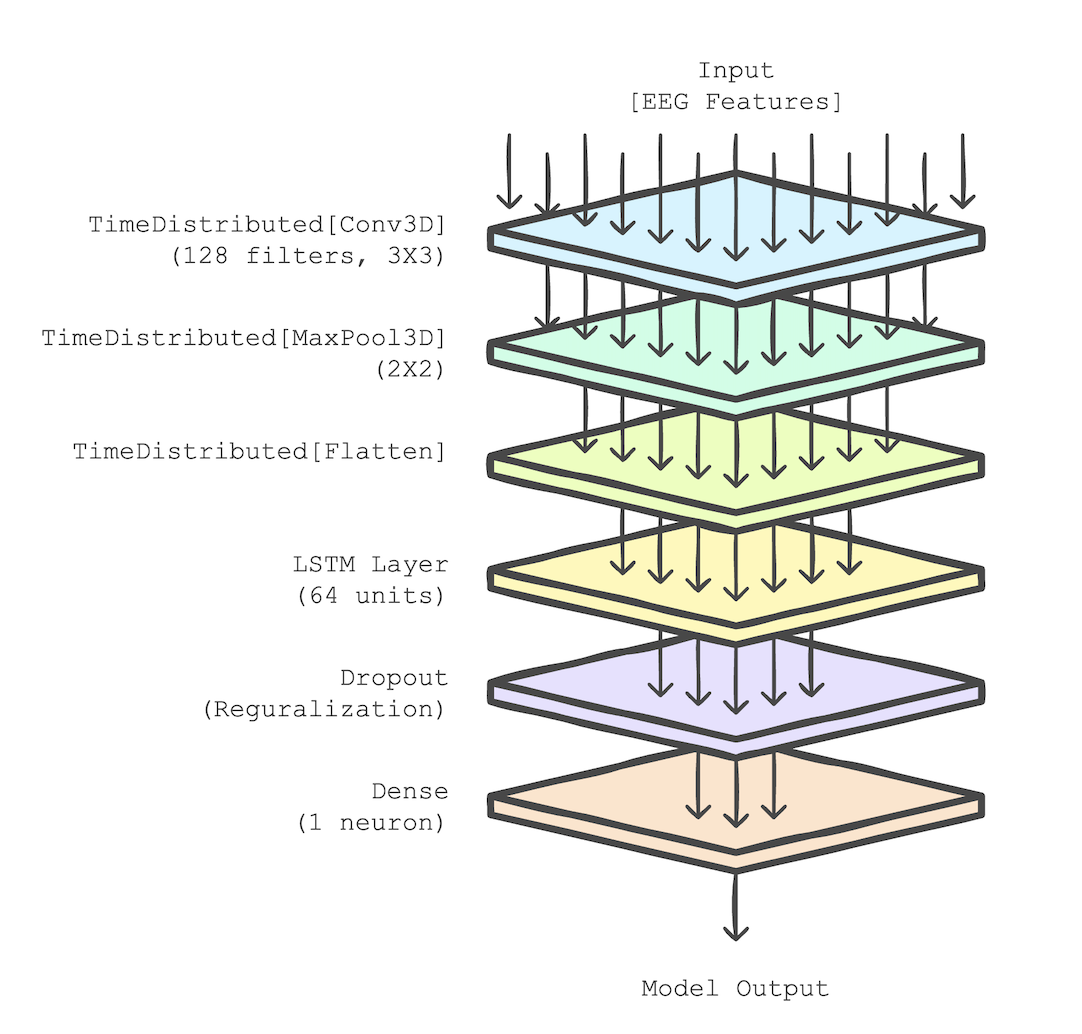 Input
[EEG Features]
TimeDistributed[Conv3D]
(128 filters, 3X3)
TimeDistributed[MaxPool3D]
(2X2)
TimeDistributed[Flatten]
LSTM Layer
(64 units)
Dropout
(Reguralization)
Dense
(1 neuron)
Model Output